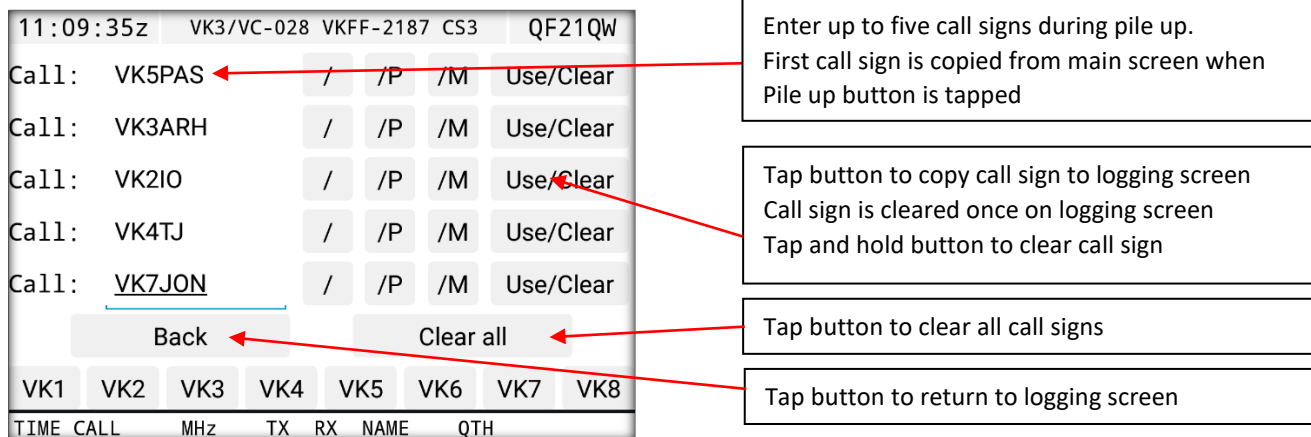 11:09:35z VK3/VC-028 VKFF-2187 CS3 QF21QW
Call: VK5PAS / /P /M Use/Clear
Call: VK3ARH / /P /M Use/Clear
Call: VK2IO / /P /M Use/Clear
Call: VK4TJ / /P /M Use/Clear
Call: VK7JON / /P /M Use/Clear
Back Clear all
VK1 VK2 VK3 VK4 VK5 VK6 VK7 VK8
TIME CALL MHz TX RX NAME QTH
Enter up to five call signs during pile up.
First call sign is copied from main screen when
Pile up button is tapped
Tap button to copy call sign to logging screen
Call sign is cleared once on logging screen
Tap and hold button to clear call sign
Tap button to clear all call signs
Tap button to return to logging screen